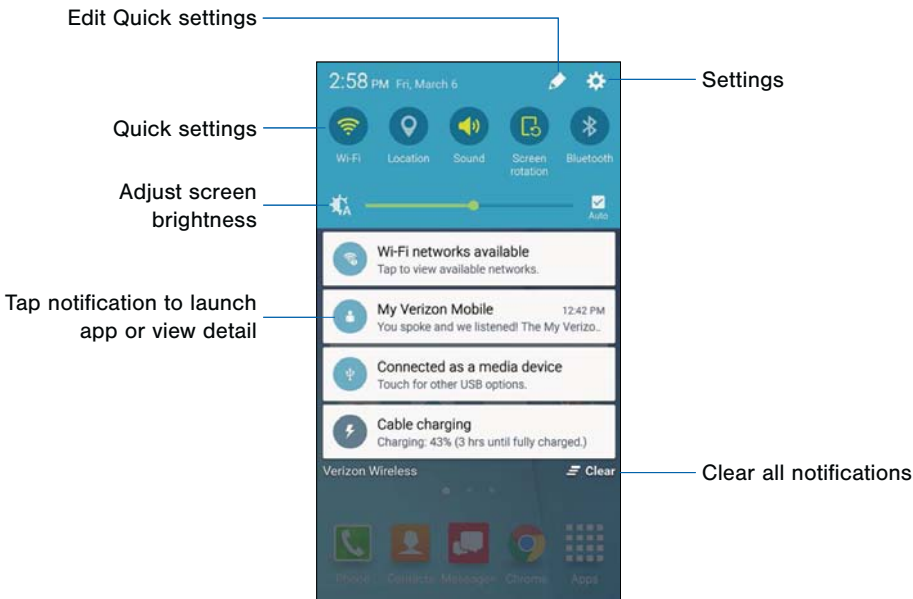 Edit Quick settings
2:58 PM Fri, March 6
Settings
Quick settings
Wi-Fi
Location
Sound
Screen
rotation
Bluetooth
Adjust screen
brightness
A
Auto
Wi-Fi networks available
Tap to view available networks.
Tap notification to launch
app or view detail
My Verizon Mobile 12:42 PM
You spoke and we listened! The My Verizo..
Connected as a media device
Touch for other USB options.
Cable charging
Charging: 43% (3 hrs until fully charged.)
Verizon Wireless
Clear
Clear all notifications
Phone
Contacts
Message+
Chrome
Apps